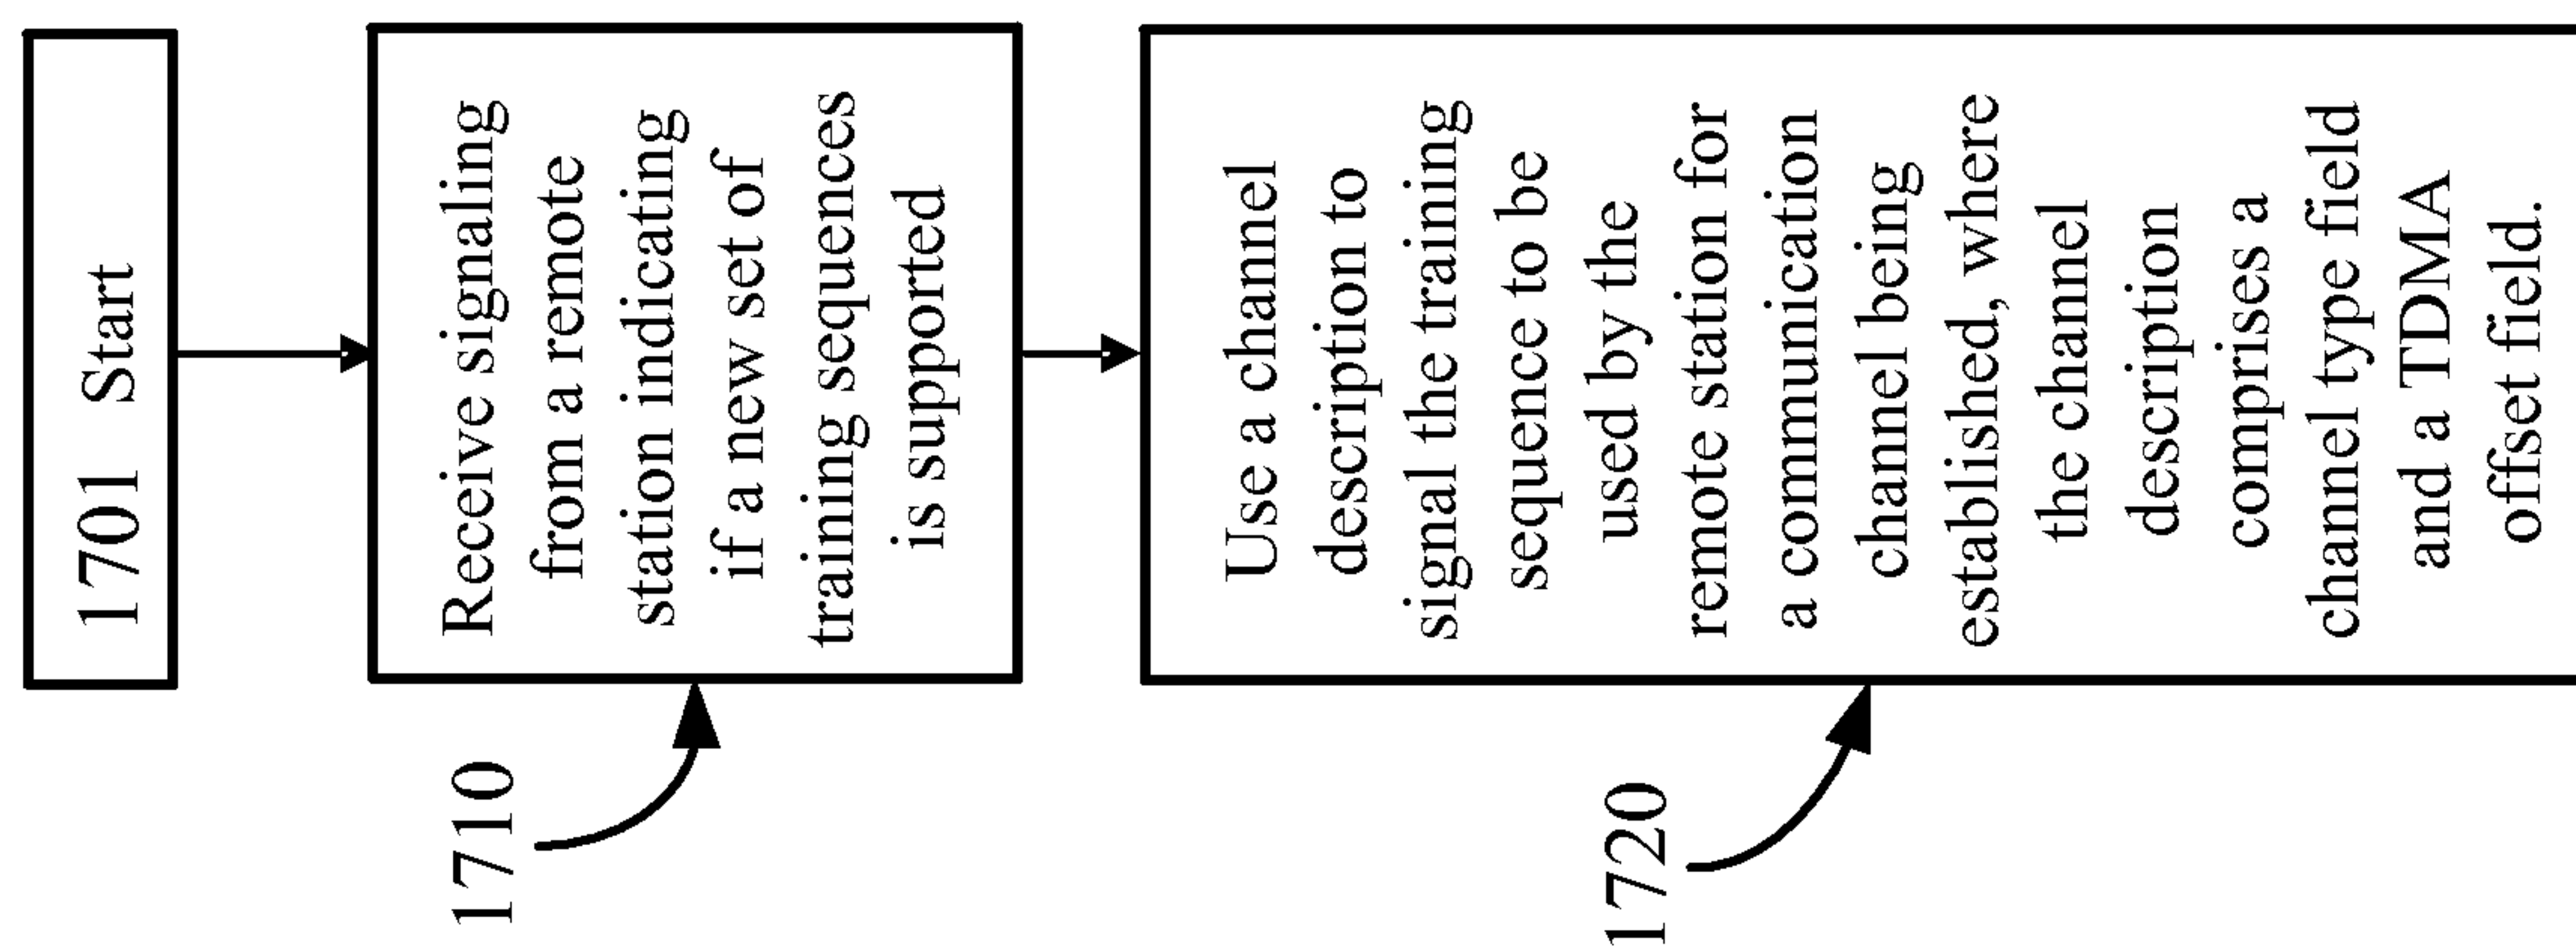 1701 Start
1710
Receive signaling
from a remote
station indicating
if a new set of
training sequences
is supported
1720
Use a channel
description to
signal the training
sequence to be
used by the
remote station for
a communication
channel being
established, where
the channel
description
comprises a
channel type field
and a TDMA
offset field.